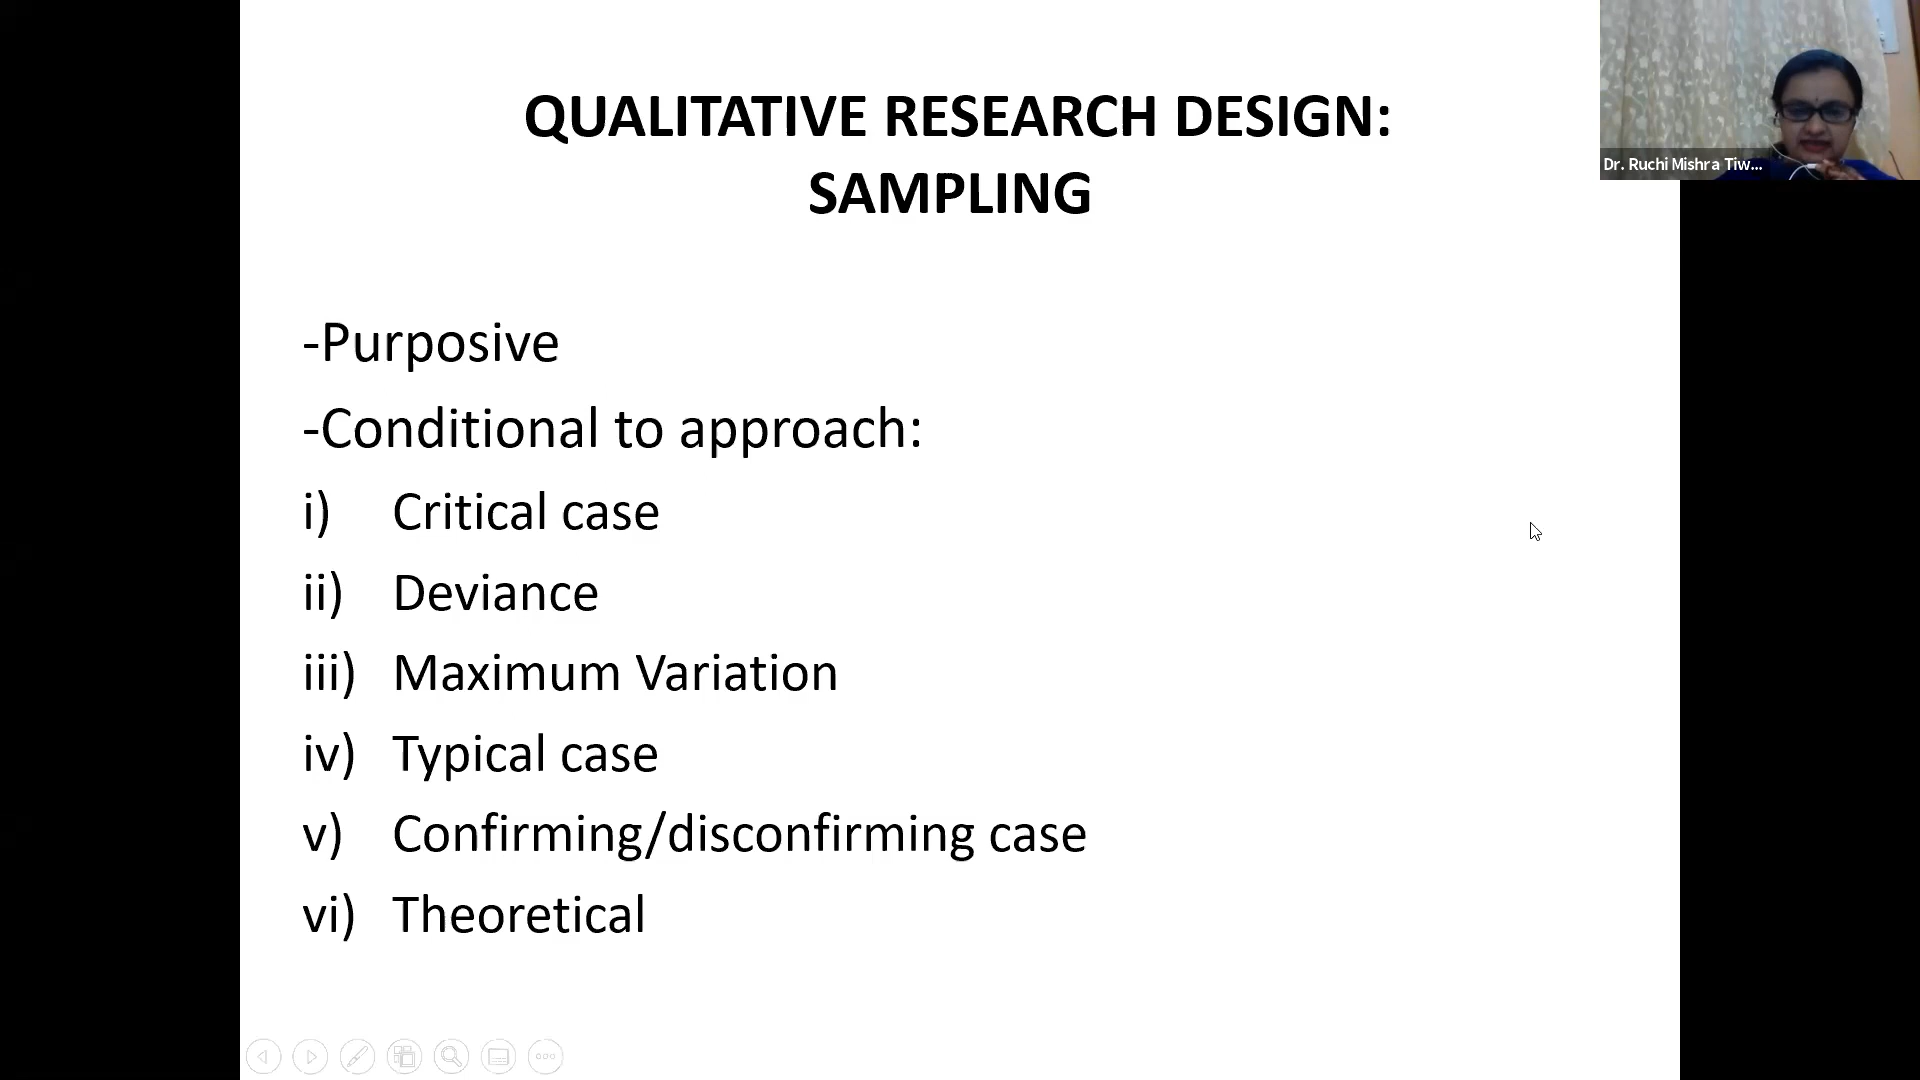 QUALITATIVE RESEARCH DESIGN:
SAMPLING
Dr. Ruchi Mishra Tiw...
-Purposive
-Conditional to approach:
i) Critical case
ii) Deviance
iii) Maximum Variation
iv) Typical case
v) Confirming/disconfirming case
vi) Theoretical